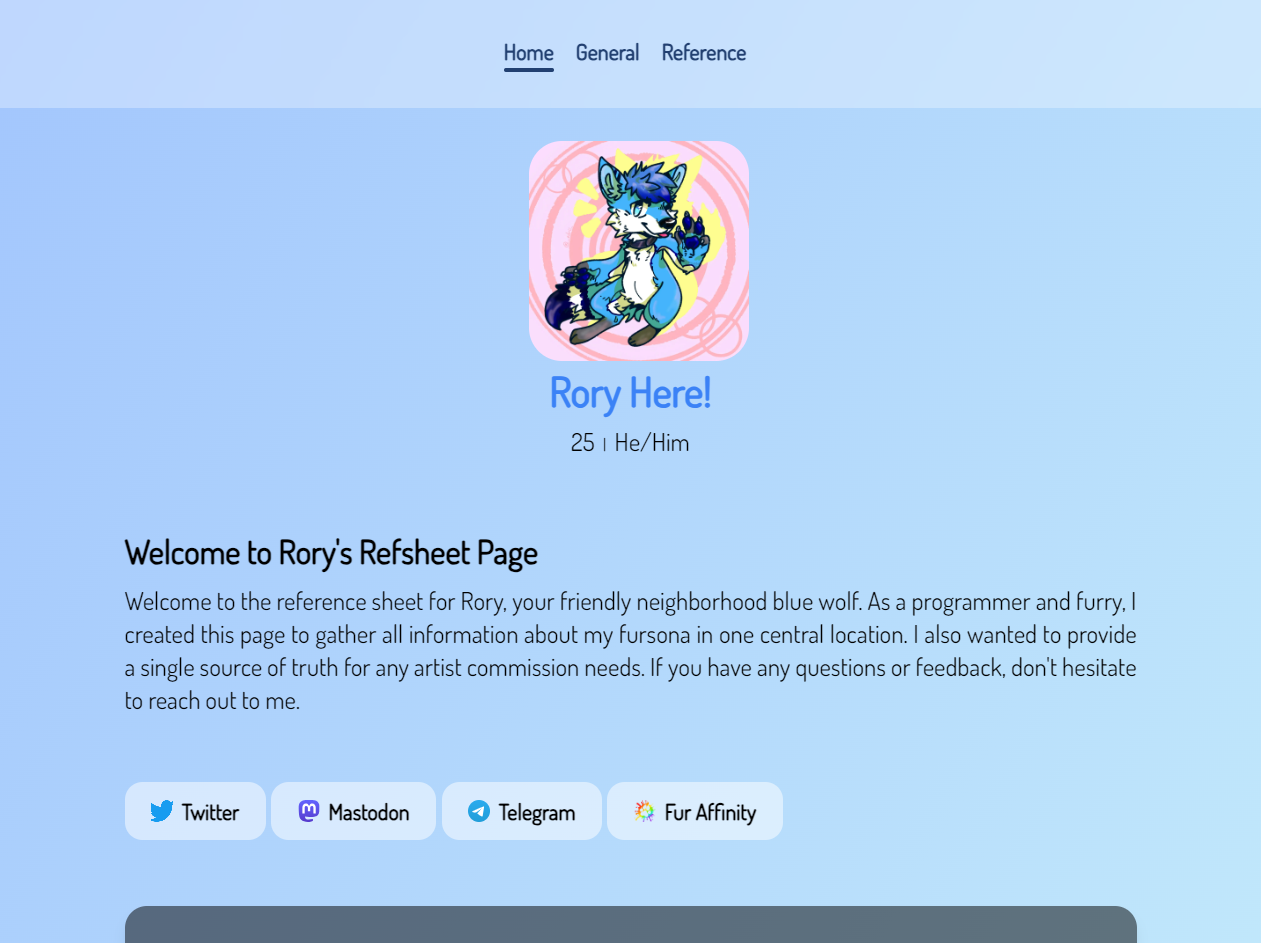 Home General Reference
Rory Here!
25 | He/Him
Welcome to Rory's Refsheet Page
Welcome to the reference sheet for Rory, your friendly neighborhood blue wolf. As a programmer and furry, I
created this page to gather all information about my fursona in one central location. I also wanted to provide
a single source of truth for any artist commission needs. If you have any questions or feedback, don't hesitate
to reach out to me.
Twitter Mastodon Telegram Fur Affinity